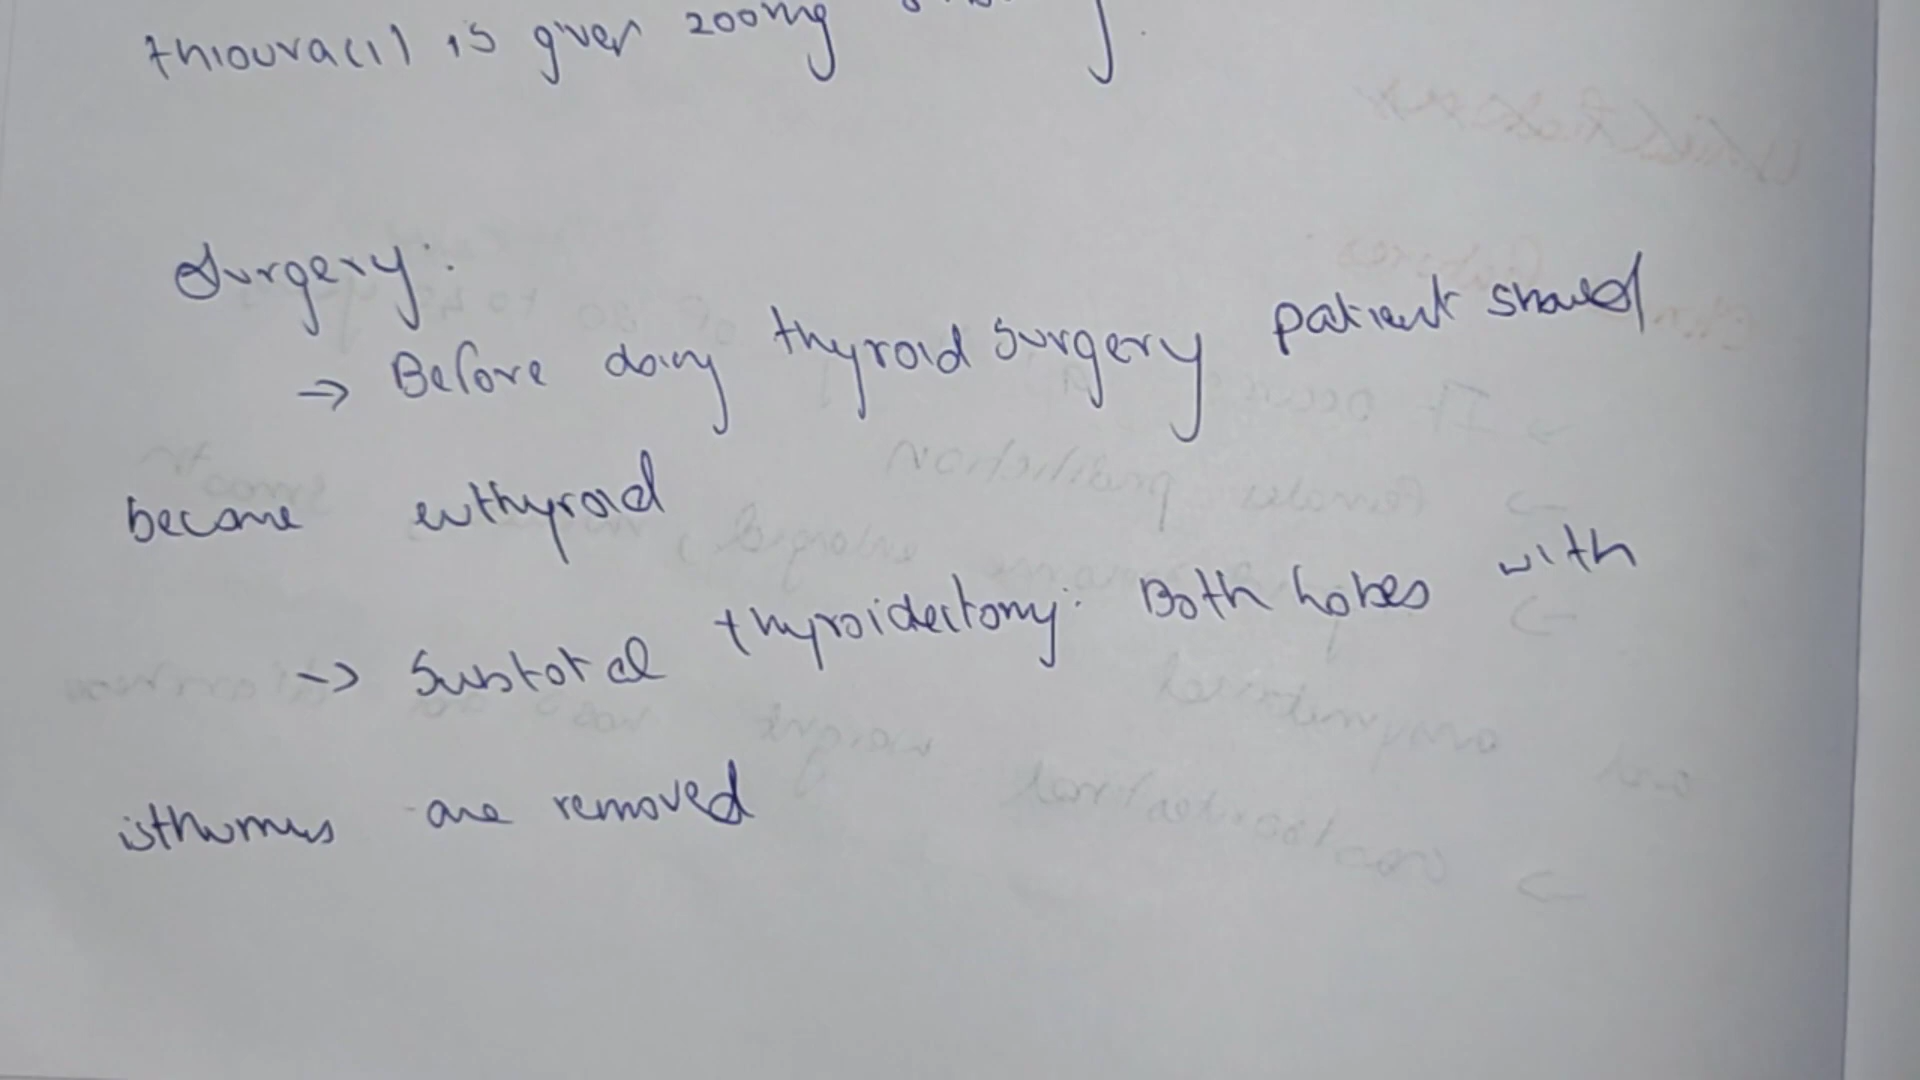 thiouracil is given 200mg
Surgery:
→ Before doing thyroid surgery patient should
become euthyroid
→ Subtotal thyroidectomy: Both lobes with
isthumus are removed